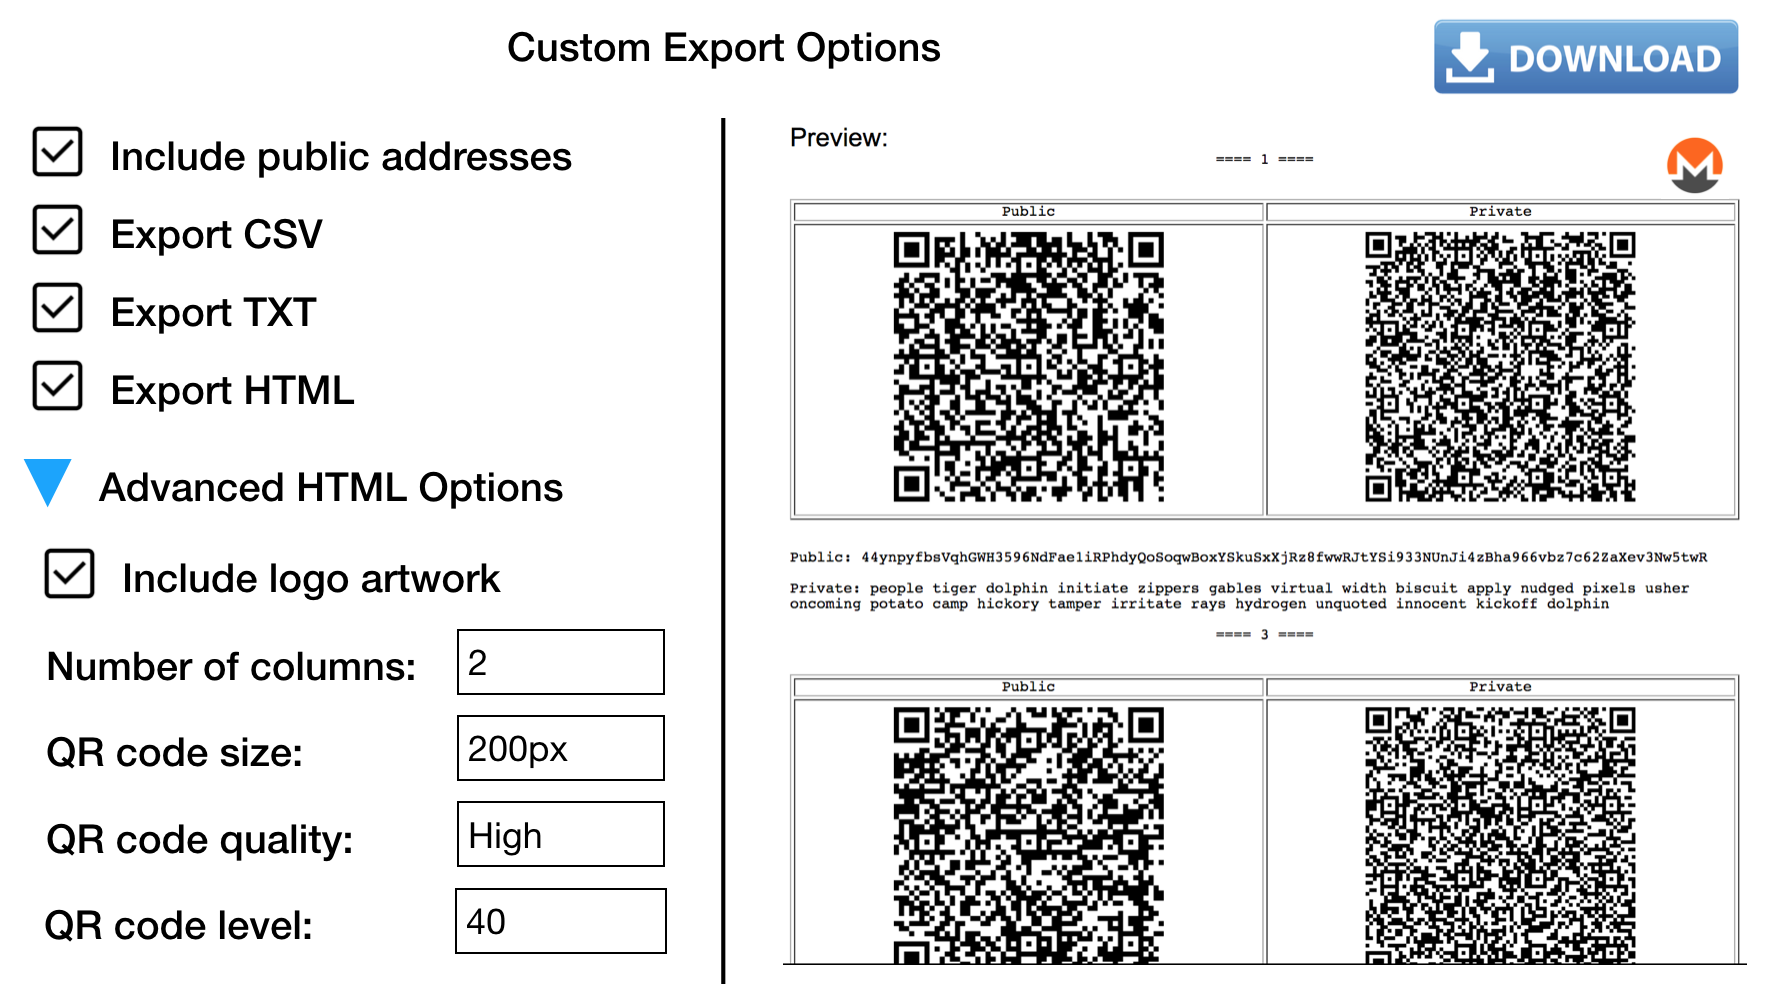 Custom Export Options
DOWNLOAD
Include public addresses
Export CSV
Export TXT
Export HTML
Advanced HTML Options
Include logo artwork
Number of columns: 2
QR code size: 200px
QR code quality: High
QR code level: 40
Preview:
==== 1 ====
Public Private
Public: 44ynpyfbsVqhGWH3596NdFae1iRPhdyQoSoqwBoxYSkuSxXjRz8fwwRJtYSi933NUnJi4zBha966vbz7c62ZaXev3Nw5twR
Private: people tiger dolphin initiate zippers gables virtual width biscuit apply nudged pixels usher
oncoming potato camp hickory tamper irritate rays hydrogen unquoted innocent kickoff dolphin
==== 3 ====
Public Private